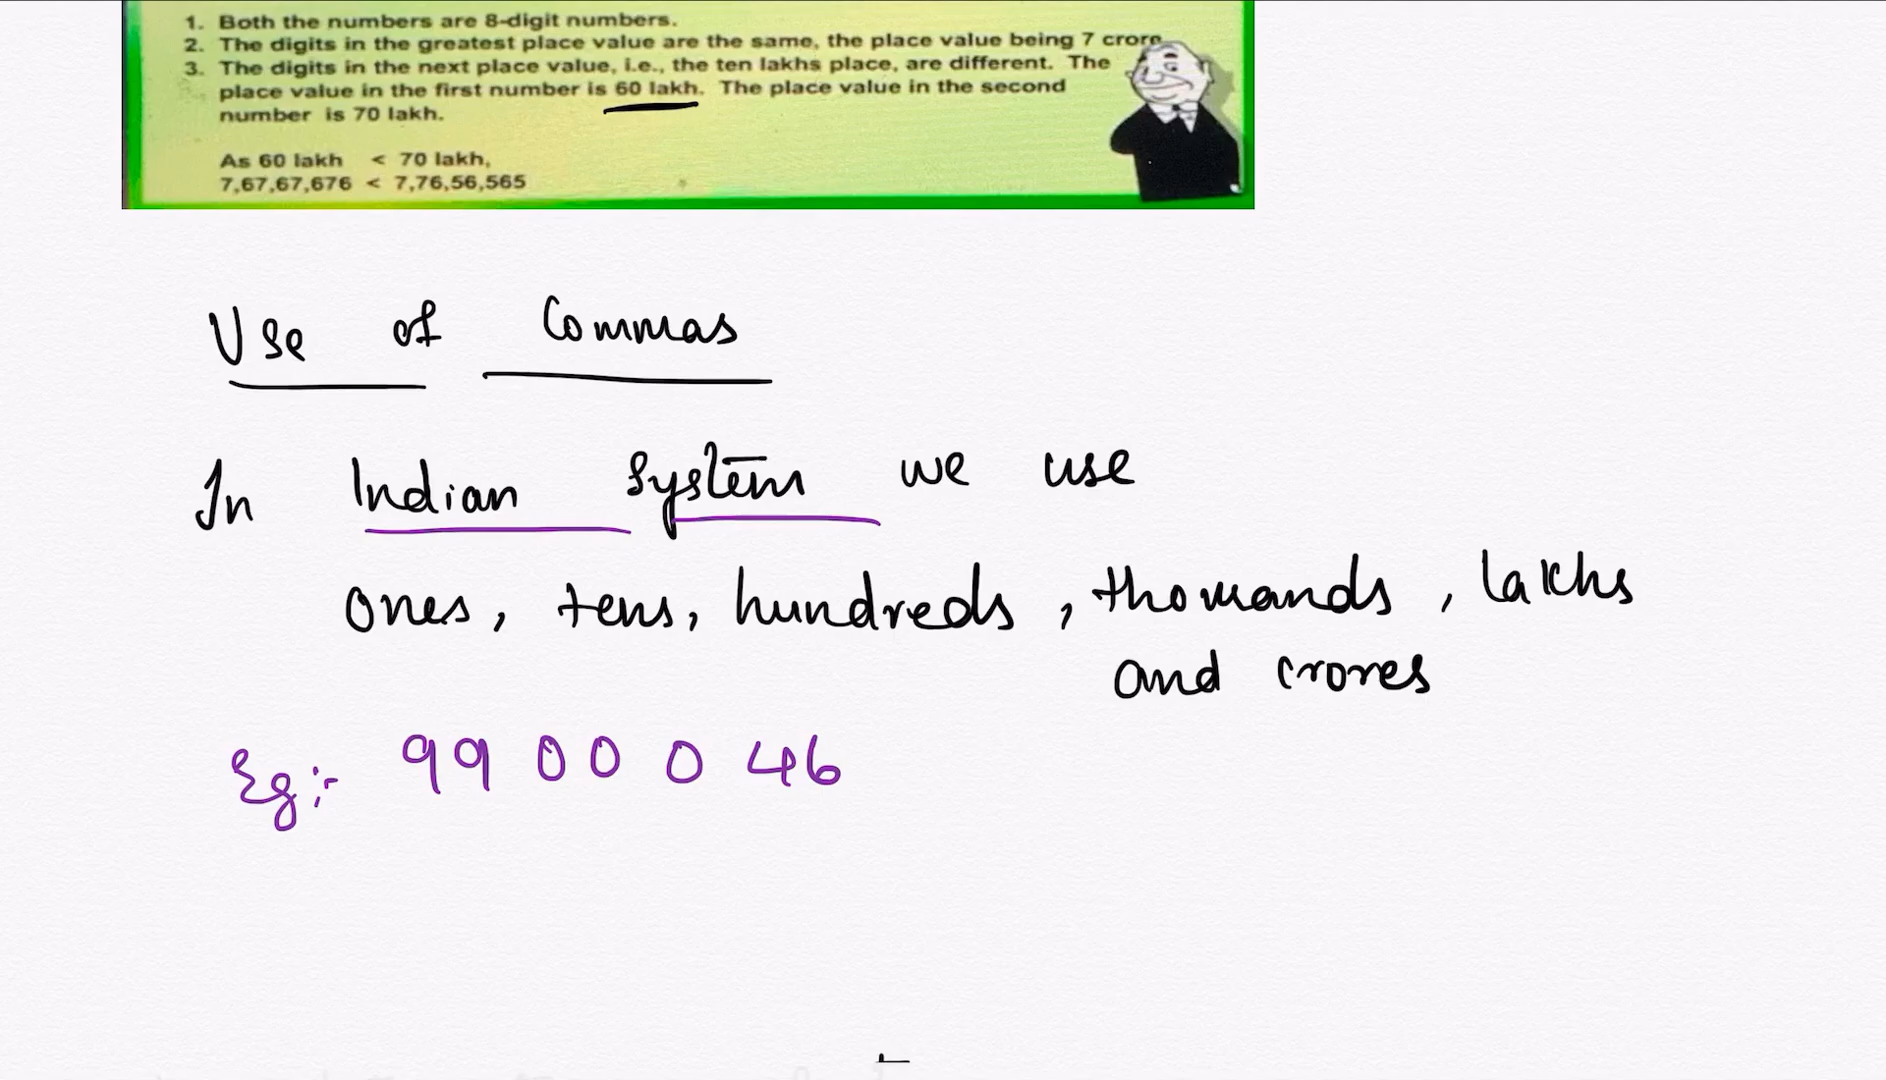 1. Both the numbers are 8-digit numbers.
2. The digits in the greatest place value are the same, the place value being 7 crore
3. The digits in the next place value, i.e., the ten lakhs place, are different. The
place value in the first number is 60 lakh. The place value in the second
number is 70 lakh.
As 60 lakh < 70 lakh,
7,67,67,676 < 7,76,56,565
Use of Commas
In Indian System we use
ones, tens, hundreds, thousands, lakhs
and crores
Eg:- 99 00 0 46